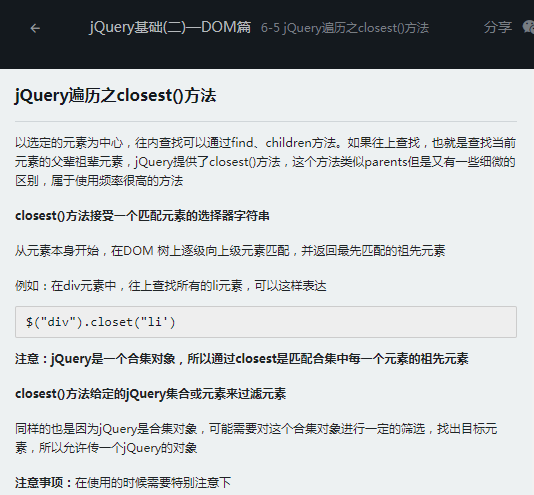 ← jQuery基础(二)—DOM篇 6-5 jQuery遍历之closest()方法 分享
jQuery遍历之closest()方法
以选定的元素为中心，往内查找可以通过find、children方法。如果往上查找，也就是查找当前
元素的父辈祖辈元素，jQuery提供了closest()方法，这个方法类似parents但是又有一些细微的
区别，属于使用频率很高的方法
closest()方法接受一个匹配元素的选择器字符串
从元素本身开始，在DOM 树上逐级向上级元素匹配，并返回最先匹配的祖先元素
例如：在div元素中，往上查找所有的li元素，可以这样表达
$("div").closet("li')
注意：jQuery是一个合集对象，所以通过closest是匹配合集中每一个元素的祖先元素
closest()方法给定的jQuery集合或元素来过滤元素
同样的也是因为jQuery是合集对象，可能需要对这个合集对象进行一定的筛选，找出目标元
素，所以允许传一个jQuery的对象
注意事项：在使用的时候需要特别注意下